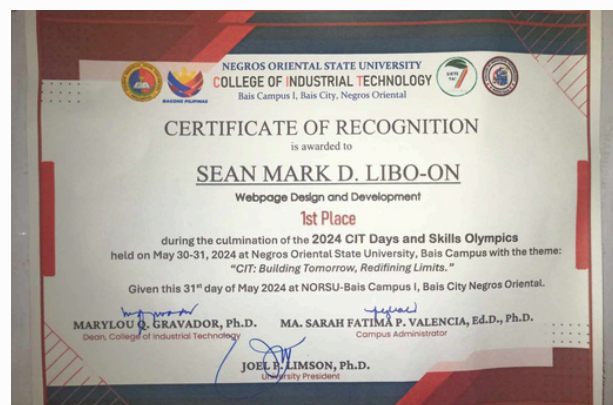 NEGROS ORIENTAL STATE UNIVERSITY
COLLEGE OF INDUSTRIAL TECHNOLOGY
Bais Campus I, Bais City, Negros Oriental
BAGONG PILIPINAS
CERTIFICATE OF RECOGNITION
is awarded to
SEAN MARK D. LIBO-ON
Webpage Design and Development
1st Place
during the culmination of the 2024 CIT Days and Skills Olympics
held on May 30-31, 2024 at Negros Oriental State University, Bais Campus with the theme:
“CIT: Building Tomorrow, Redifining Limits.”
Given this 31st day of May 2024 at NORSU-Bais Campus I, Bais City Negros Oriental.
MARYLOU Q. GRAVADOR, Ph.D.
Dean, College of Industrial Technology
MA. SARAH FATIMA P. VALENCIA, Ed.D., Ph.D.
Campus Administrator
JOEL P. LIMSON, Ph.D.
University President